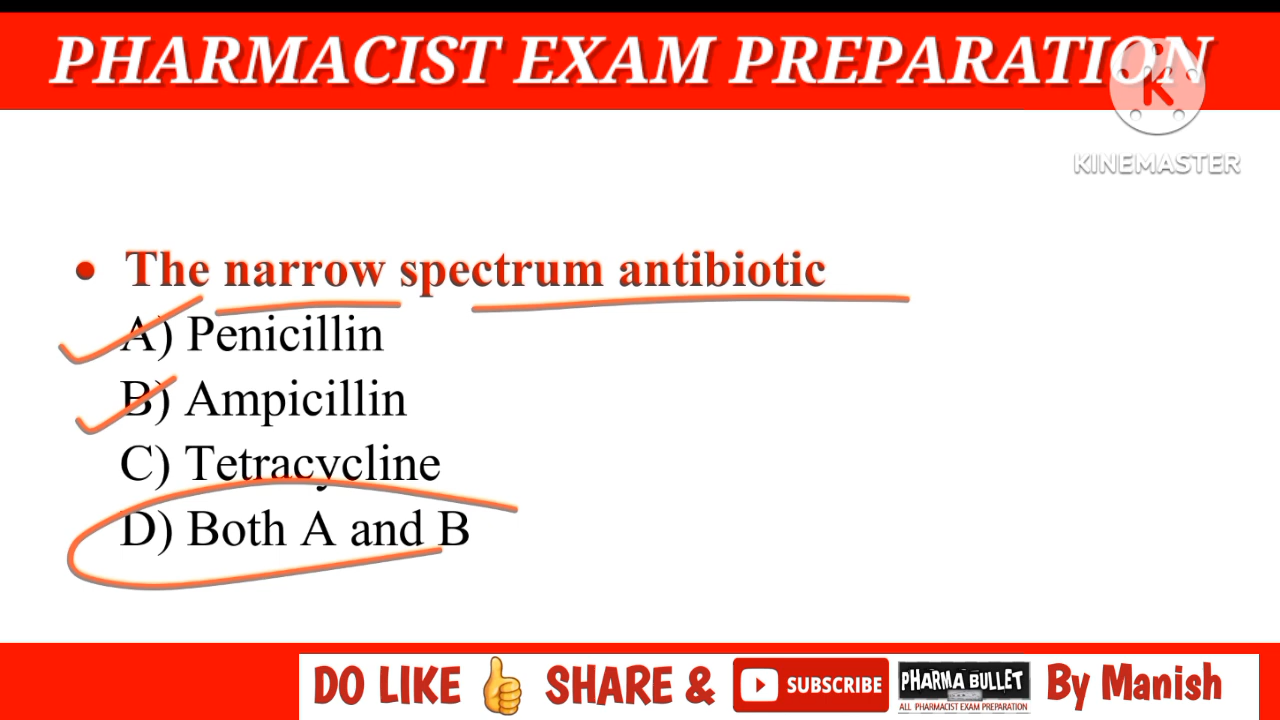 PHARMACIST EXAM PREPARATION
K
KINEMASTER
• The narrow spectrum antibiotic
A) Penicillin
B) Ampicillin
C) Tetracycline
D) Both A and B
DO LIKE 👍 SHARE & SUBSCRIBE PHARMA BULLET By Manish
ALL PHARMACIST EXAM PREPARATION